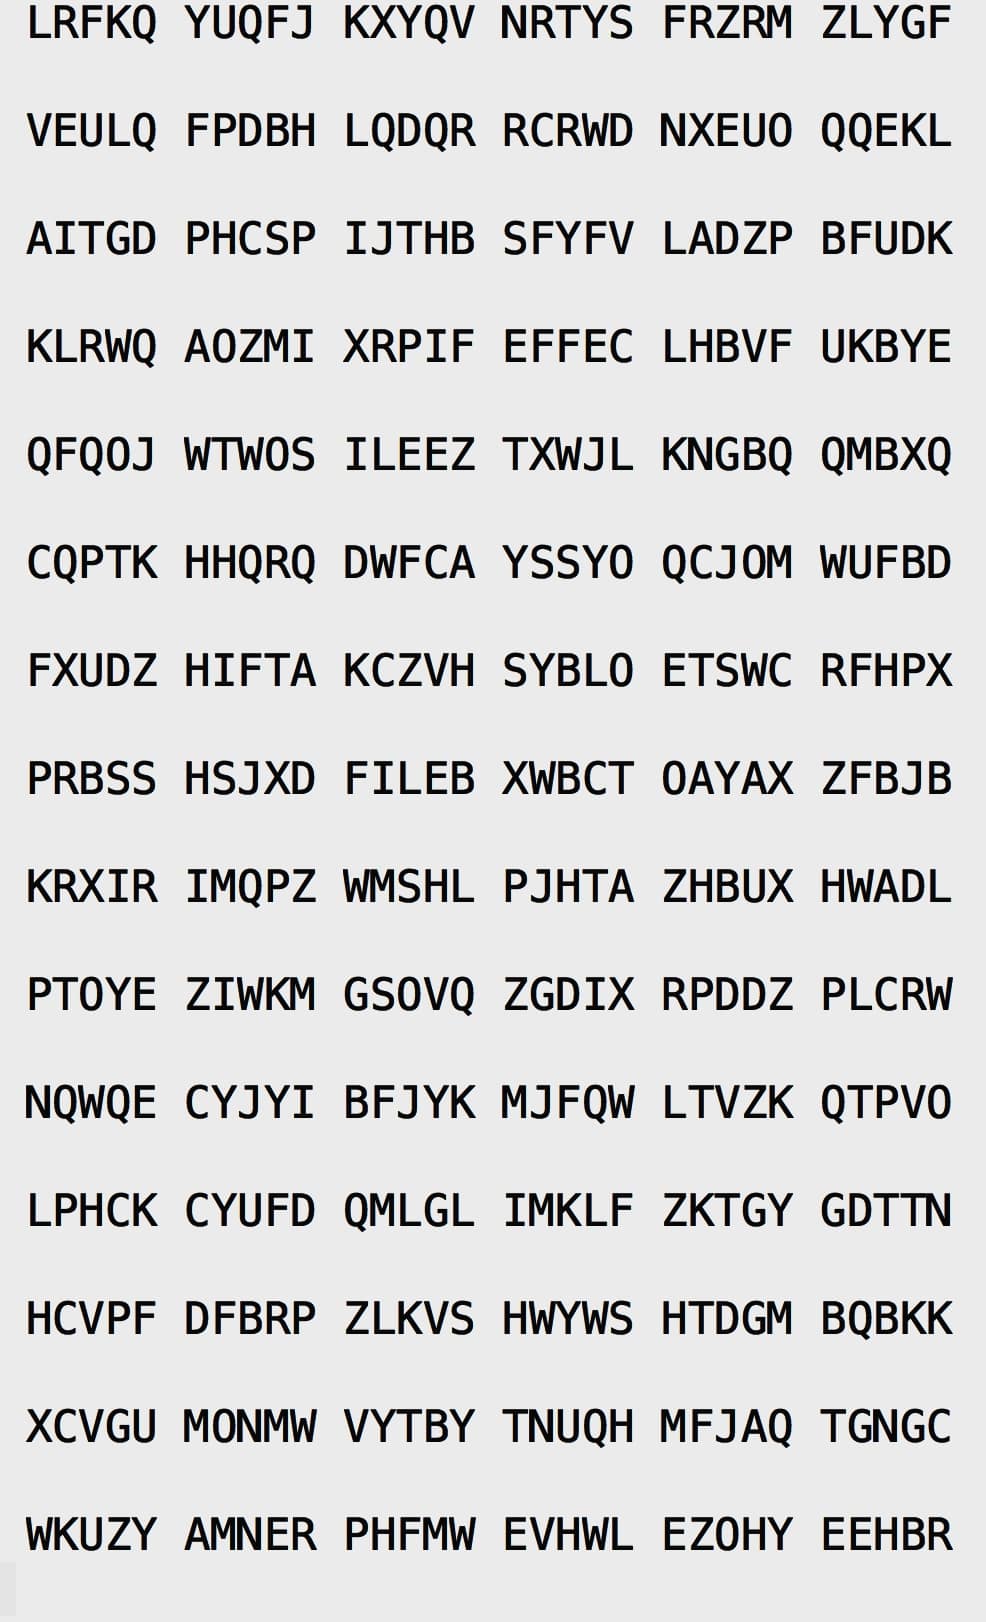 LRFKQ YUQFJ KXYQV NRTYS FRZRM ZLYGF
VEULQ FPDBH LQDQR RCRWD NXEUO QQEKL
AITGD PHCSP IJTHB SFYFV LADZP BFUDK
KLRWQ AOZMI XRPIF EFFEC LHBVF UKBYE
QFQOJ WTWOS ILEEZ TXWJL KNGBQ QMBXQ
CQPTK HHQRQ DWFCA YSSYO QCJOM WUFBD
FXUDZ HIFTA KCZVH SYBLO ETSWC RFHPX
PRBSS HSJXD FILEB XWBCT OAYAX ZFBJB
KRXIR IMQPZ WMSHL PJHTA ZHBUX HWADL
PTOYE ZIWKM GSOVQ ZGDIX RPDDZ PLCRW
NQWQE CYJYI BFJYK MJFQW LTVZK QTPVO
LPHCK CYUFD QMLGL IMKLF ZKTGY GDTTN
HCVPF DFBRP ZLKVS HWYWS HTDGM BQBKK
XCVGU MONMW VYTBY TNUQH MFJAQ TGNGC
WKUZY AMNER PHFMW EVHWL EZOHY EEHBR